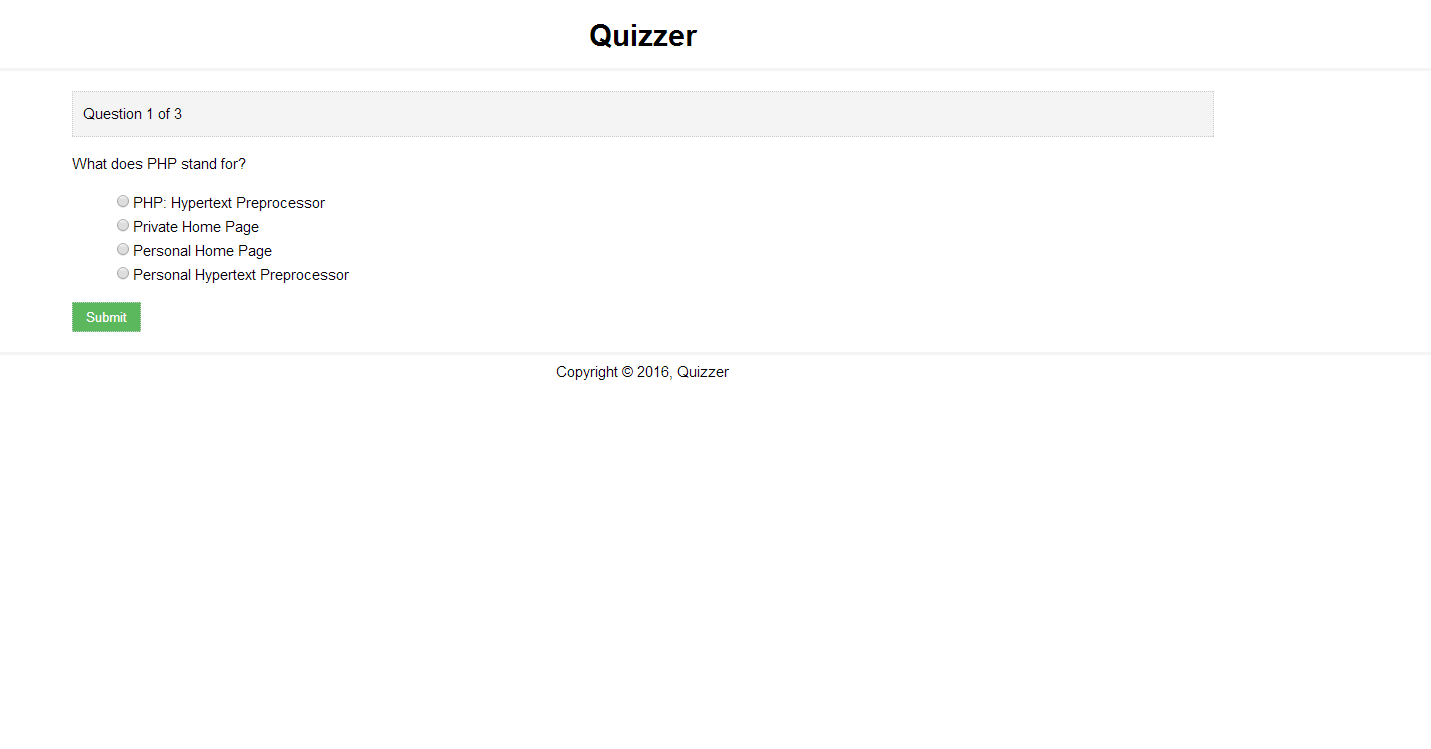 Quizzer
Question 1 of 3
What does PHP stand for?
PHP: Hypertext Preprocessor
Private Home Page
Personal Home Page
Personal Hypertext Preprocessor
Submit
Copyright © 2016, Quizzer